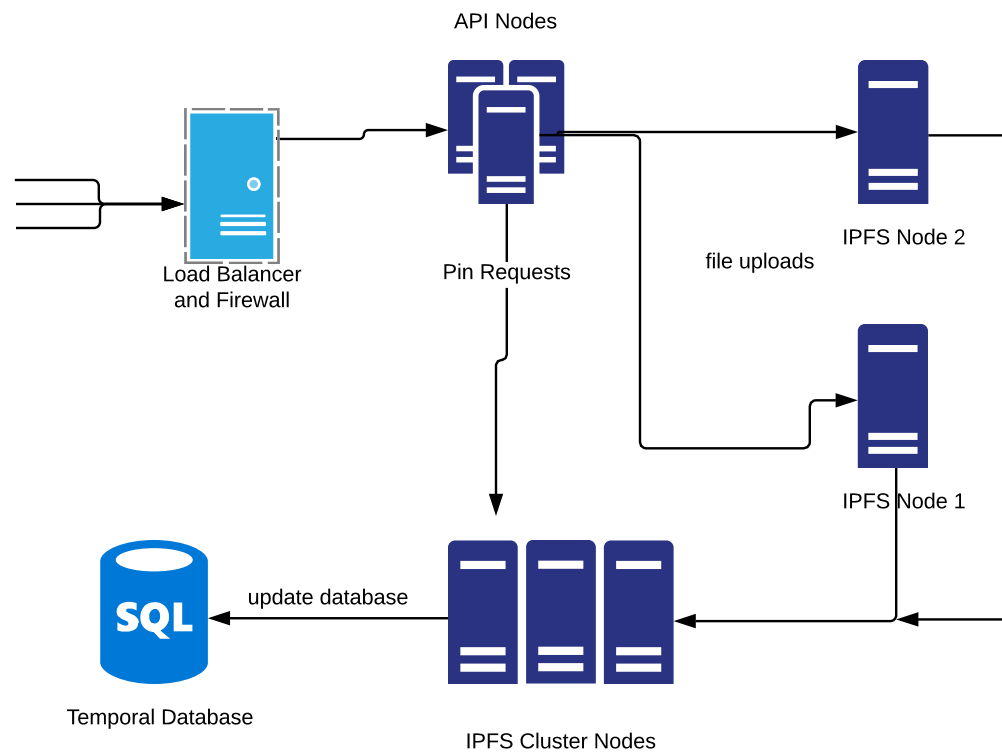 API Nodes
IPFS Node 2
Load Balancer
and Firewall
Pin Requests
file uploads
IPFS Node 1
update database
SQL
Temporal Database
IPFS Cluster Nodes